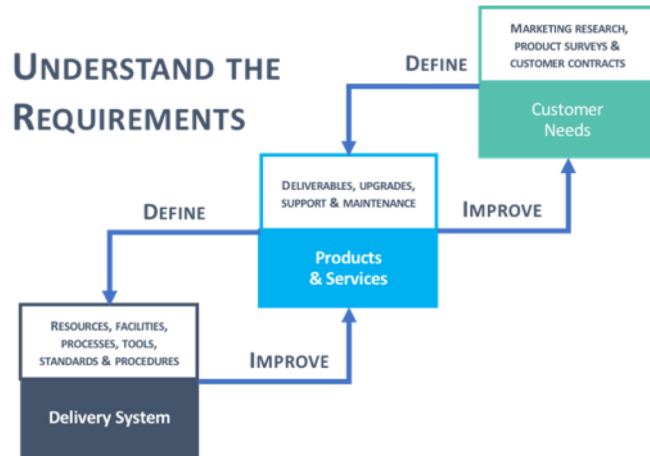 UNDERSTAND THE
REQUIREMENTS
MARKETING RESEARCH,
PRODUCT SURVEYS &
CUSTOMER CONTRACTS
Customer
Needs
DEFINE
IMPROVE
DELIVERABLES, UPGRADES,
SUPPORT & MAINTENANCE
Products
& Services
DEFINE
IMPROVE
RESOURCES, FACILITIES,
PROCESSES, TOOLS,
STANDARDS & PROCEDURES
Delivery System